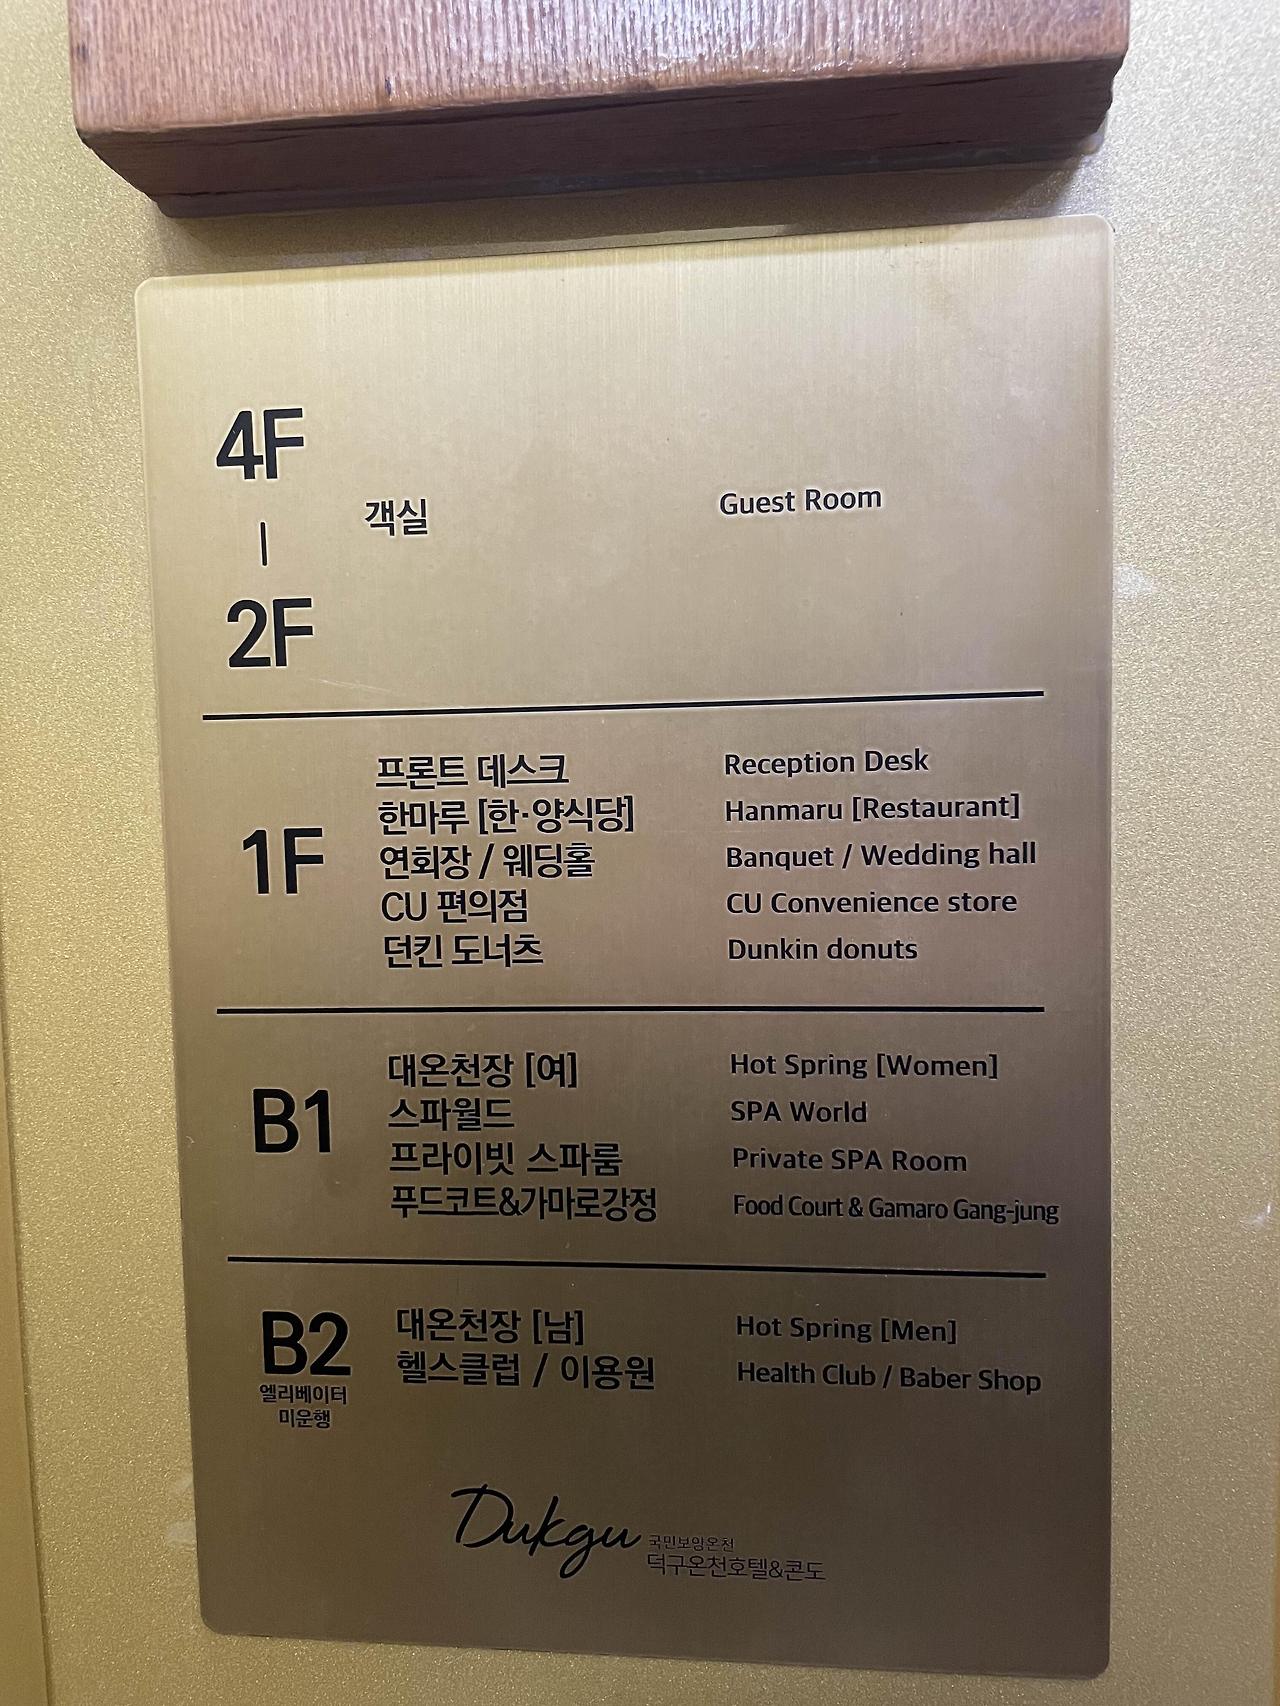 4F
|
2F
객실 Guest Room
1F
프론트 데스크 Reception Desk
한마루 [한·양식당] Hanmaru [Restaurant]
연회장 / 웨딩홀 Banquet / Wedding hall
CU 편의점 CU Convenience store
던킨 도너츠 Dunkin donuts
B1
대온천장 [여] Hot Spring [Women]
스파월드 SPA World
프라이빗 스파룸 Private SPA Room
푸드코트&가마로강정 Food Court & Gamaro Gang-jung
B2
엘리베이터
미운행
대온천장 [남] Hot Spring [Men]
헬스클럽 / 이용원 Health Club / Baber Shop
Dukgu
국민보양온천
덕구온천호텔&콘도